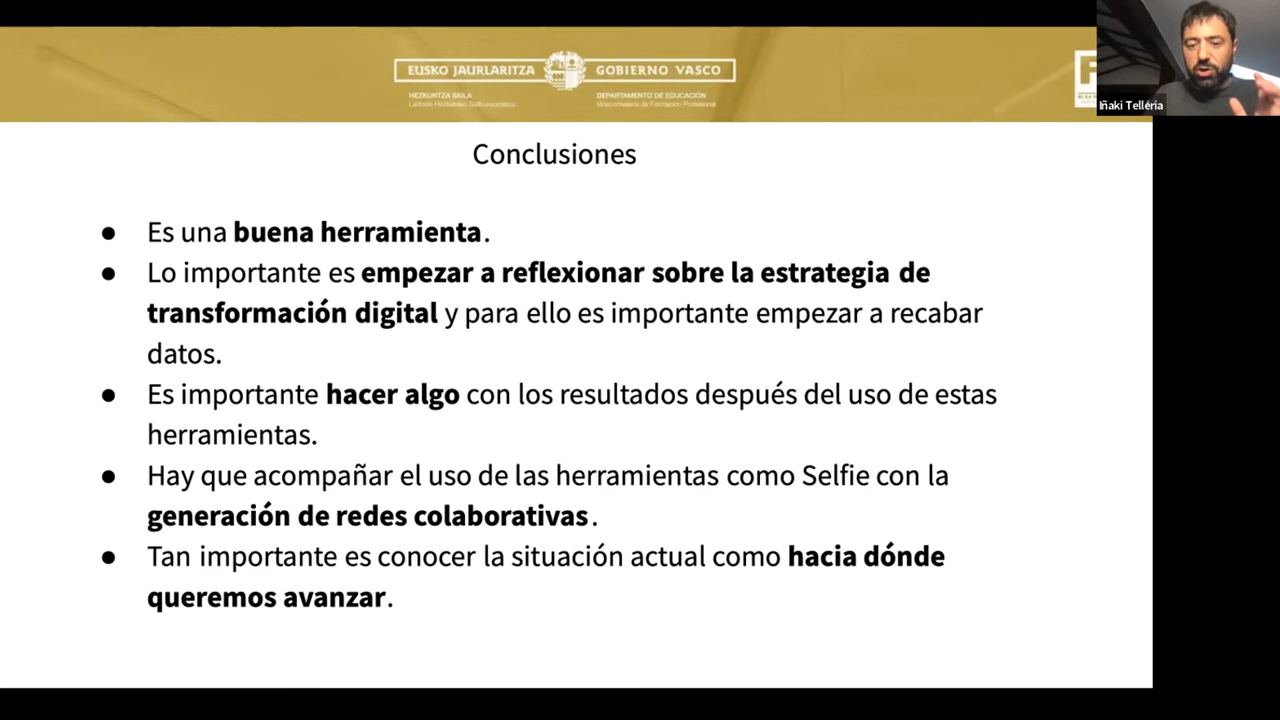 EUSKO JAURLARITZA
GOBIERNO VASCO
HEZKUNTZA SAILA
DEPARTAMENTO DE EDUCACIÓN
Viceconsejería de Formación Profesional
Iñaki Tellería
Conclusiones
● Es una buena herramienta.
● Lo importante es empezar a reflexionar sobre la estrategia de
transformación digital y para ello es importante empezar a recabar
datos.
● Es importante hacer algo con los resultados después del uso de estas
herramientas.
● Hay que acompañar el uso de las herramientas como Selfie con la
generación de redes colaborativas.
● Tan importante es conocer la situación actual como hacia dónde
queremos avanzar.